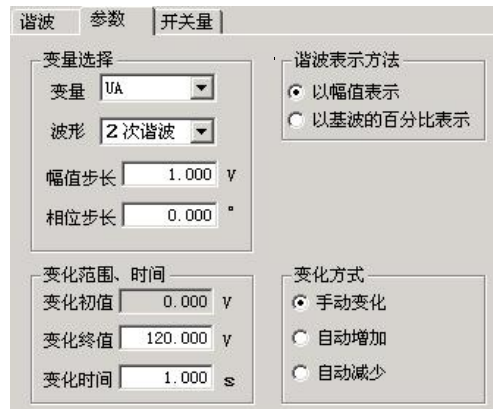 谐波 参数 开关量
变量选择
变量 UA
波形 2次谐波
幅值步长 1.000 V
相位步长 0.000 °
谐波表示方法
以幅值表示
以基波的百分比表示
变化范围、时间
变化初值 0.000 V
变化终值 120.000 V
变化时间 1.000 s
变化方式
手动变化
自动增加
自动减少